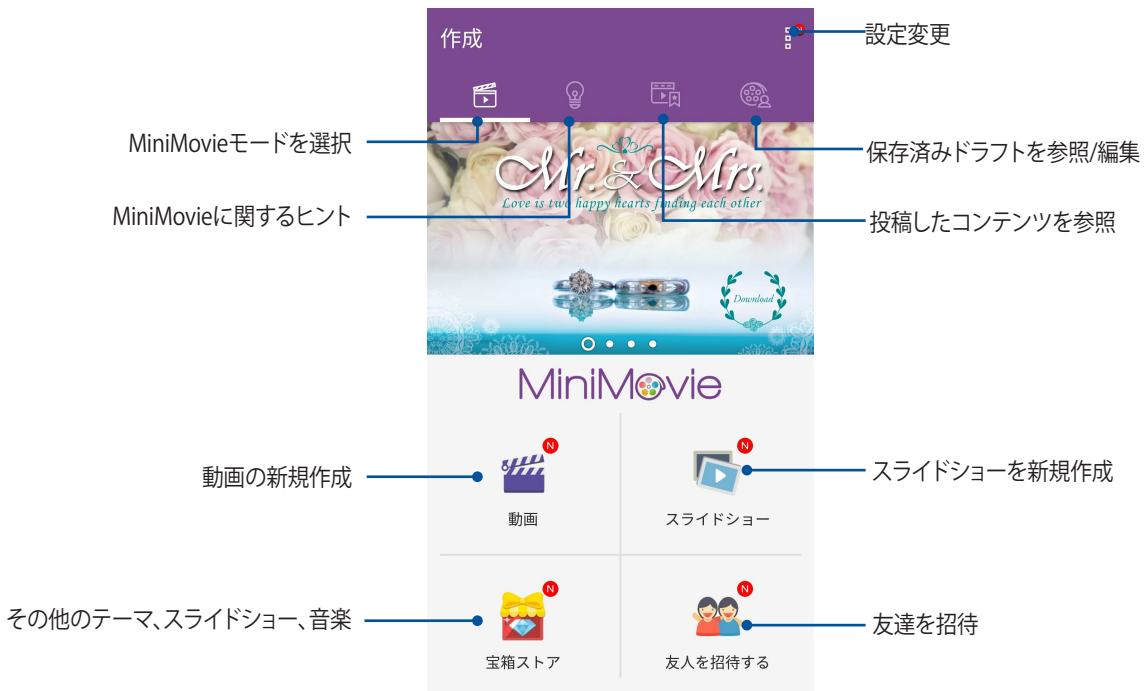 作成
設定変更
MiniMovieモードを選択
保存済みドラフトを参照/編集
Mr. & Mrs.
Love is two happy hearts finding each other
MiniMovieに関するヒント
投稿したコンテンツを参照
Download
MiniMovie
N
N
動画の新規作成
スライドショーを新規作成
動画
スライドショー
N
N
その他のテーマ、スライドショー、音楽
友達を招待
宝箱ストア
友人を招待する